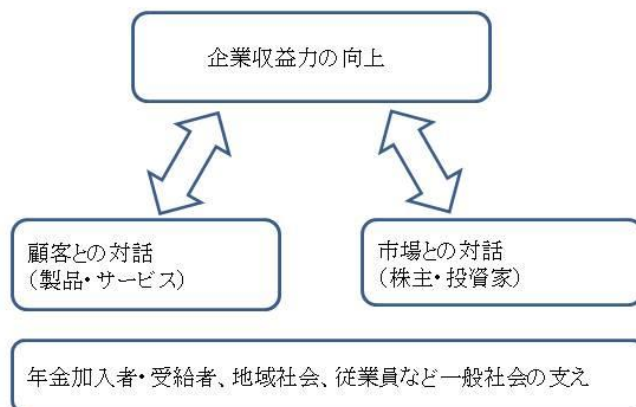 企業収益力の向上
顧客との対話
（製品・サービス）
市場との対話
（株主・投資家）
年金加入者・受給者、地域社会、従業員など一般社会の支え